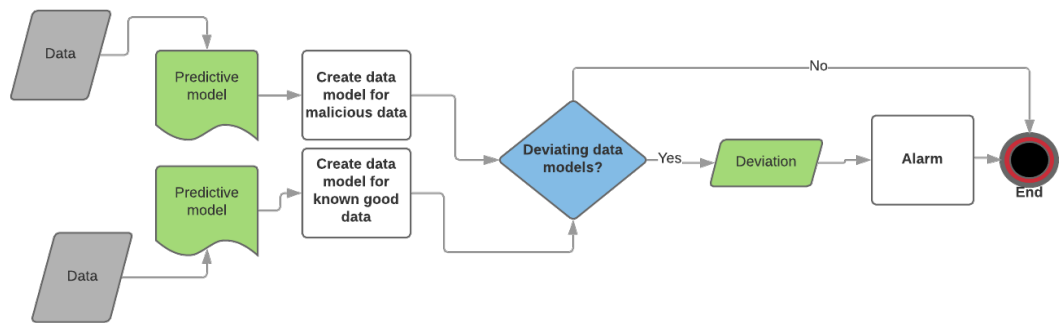 Data
Predictive
model
Create data
model for
malicious data
No
Deviating data
models?
Yes
Deviation
Alarm
End
Predictive
model
Create data
model for
known good
data
Data